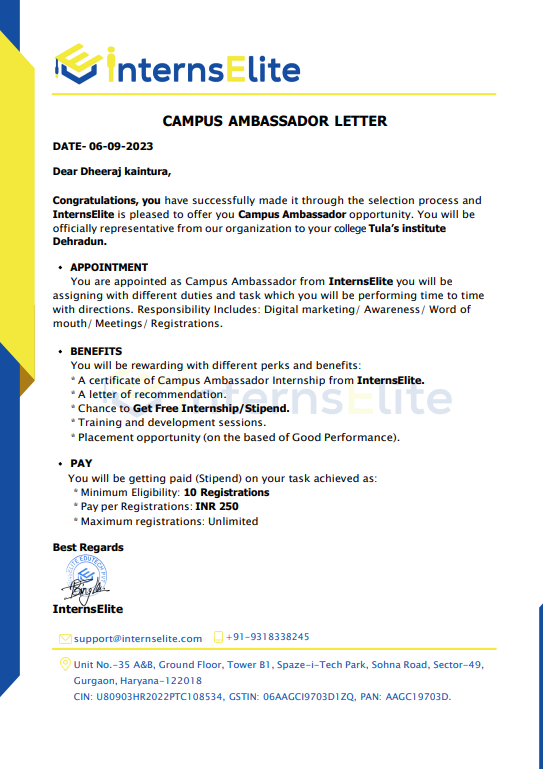 internsElite
CAMPUS AMBASSADOR LETTER
DATE- 06-09-2023
Dear Dheeraj kaintura,
Congratulations, you have successfully made it through the selection process and
InternsElite is pleased to offer you Campus Ambassador opportunity. You will be
officially representative from our organization to your college Tula’s institute
Dehradun.
• APPOINTMENT
You are appointed as Campus Ambassador from InternsElite you will be
assigning with different duties and task which you will be performing time to time
with directions. Responsibility Includes: Digital marketing/ Awareness/ Word of
mouth/ Meetings/ Registrations.
• BENEFITS
You will be rewarding with different perks and benefits:
* A certificate of Campus Ambassador Internship from InternsElite.
* A letter of recommendation.
* Chance to Get Free Internship/Stipend.
* Training and development sessions.
* Placement opportunity (on the based of Good Performance).
internsElite
• PAY
You will be getting paid (Stipend) on your task achieved as:
* Minimum Eligibility: 10 Registrations
* Pay per Registrations: INR 250
* Maximum registrations: Unlimited
Best Regards
InternsElite
support@internselite.com +91-9318338245
Unit No.-35 A&B, Ground Floor, Tower B1, Spaze-i-Tech Park, Sohna Road, Sector-49,
Gurgaon, Haryana-122018
CIN: U80903HR2022PTC108534, GSTIN: 06AAGCI9703D1ZQ, PAN: AAGC19703D.